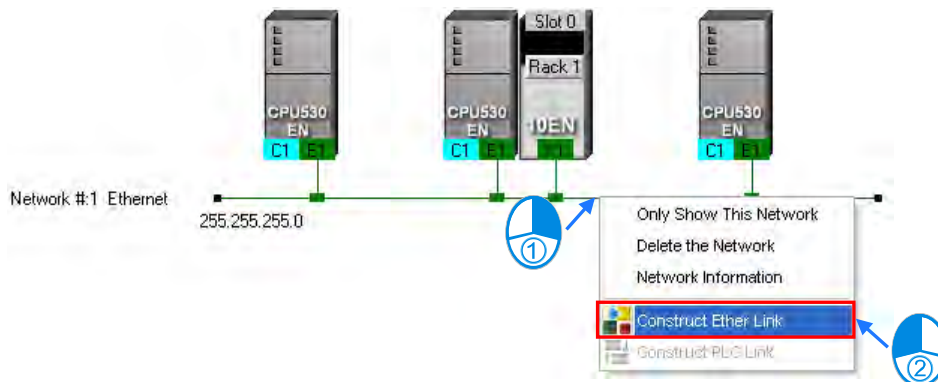 Slot 0
Rack 1
CPU530
EN
C1 E1
CPU530
EN
C1 E1
10EN
CPU530
EN
C1 E1
Network #:1 Ethernet
255.255.255.0
①
Only Show This Network
Delete the Network
Network Information
Construct Ether Link
Construct PLC Link
②